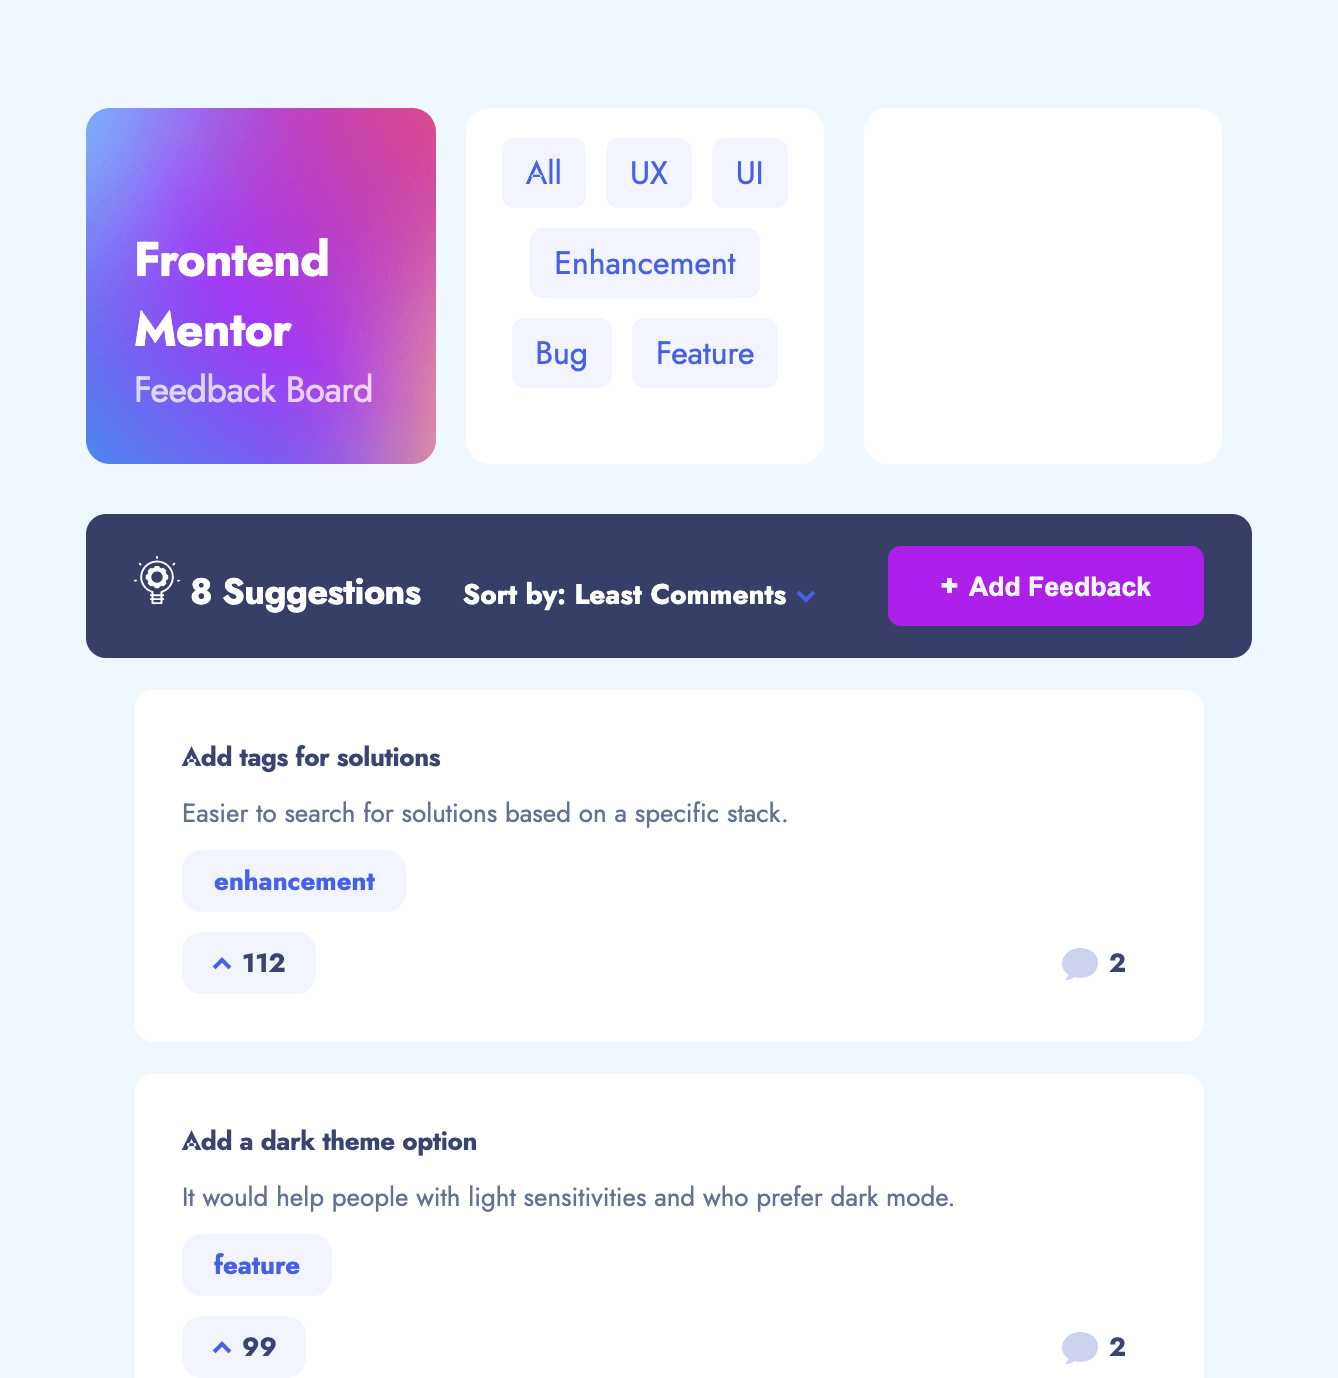 Frontend
Mentor
Feedback Board
All UX UI
Enhancement
Bug Feature
8 Suggestions Sort by: Least Comments + Add Feedback
Add tags for solutions
Easier to search for solutions based on a specific stack.
enhancement
112 2
Add a dark theme option
It would help people with light sensitivities and who prefer dark mode.
feature
99 2